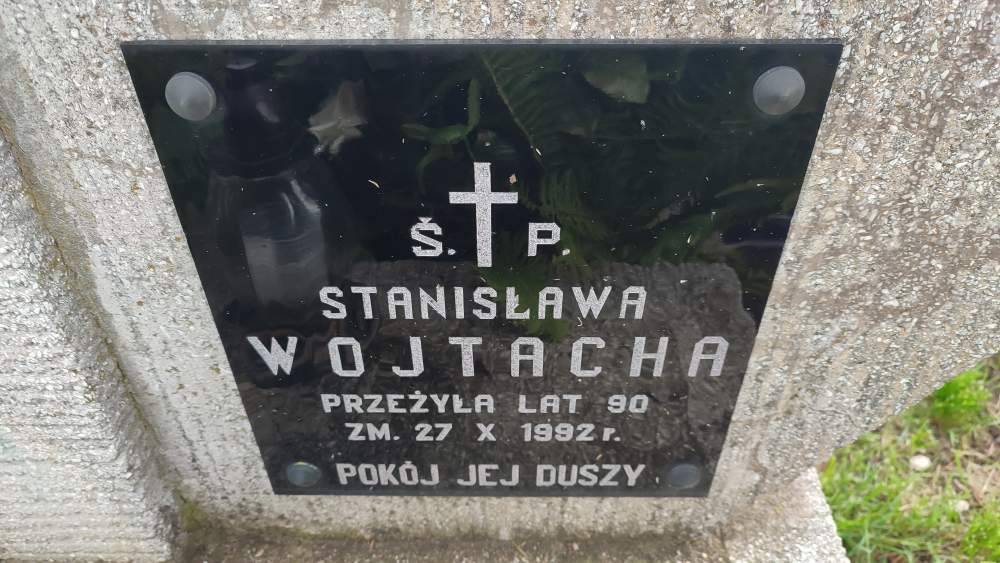 Ś. P.
STANISŁAWA
WOJTACHA
PRZEŻYŁA LAT 90
ZM. 27 X 1992 r.
POKÓJ JEJ DUSZY